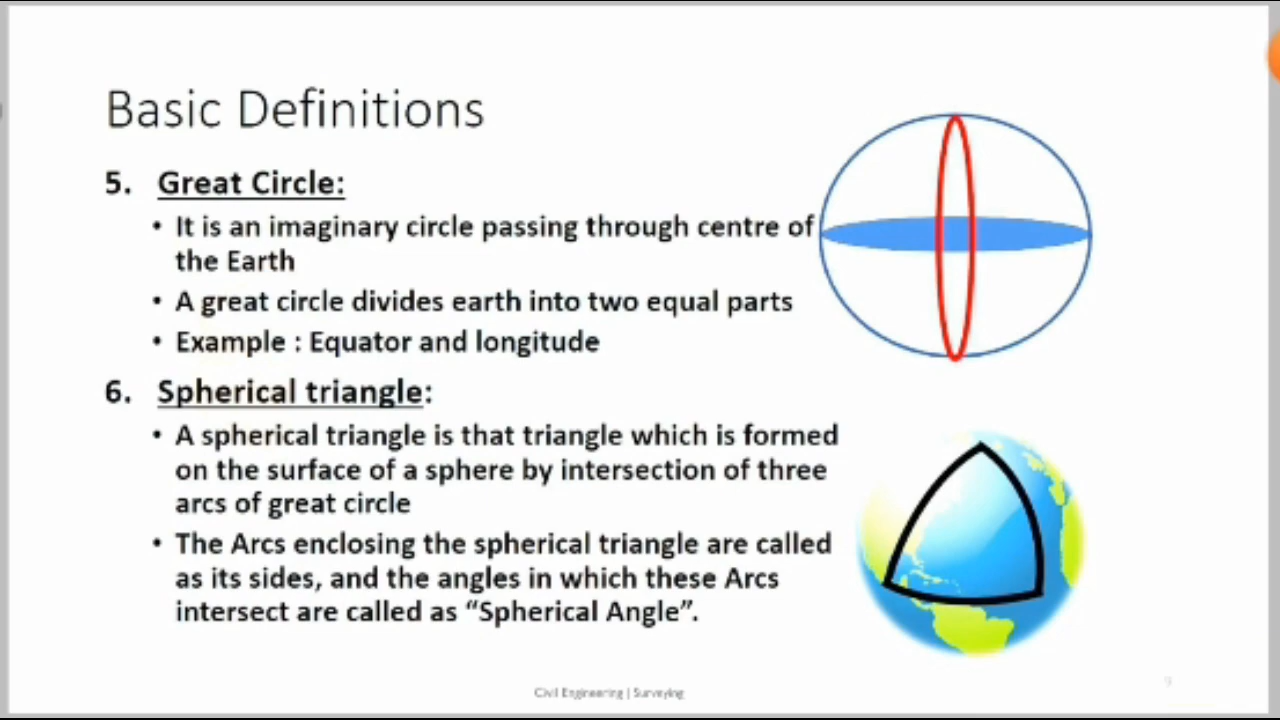 Basic Definitions
5. Great Circle:
• It is an imaginary circle passing through centre of
the Earth
• A great circle divides earth into two equal parts
• Example : Equator and longitude
6. Spherical triangle:
• A spherical triangle is that triangle which is formed
on the surface of a sphere by intersection of three
arcs of great circle
• The Arcs enclosing the spherical triangle are called
as its sides, and the angles in which these Arcs
intersect are called as “Spherical Angle”.
Civil Engineering | Surveying
9